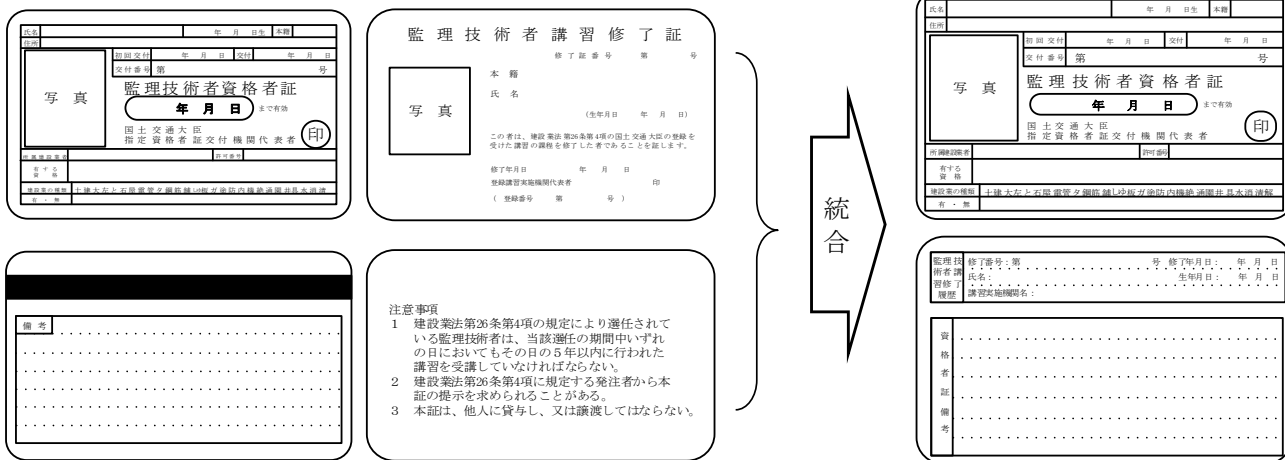 氏名 年 月 日生 本籍
住所
初回交付 年 月 日 交付 年 月 日
交付番号 第 号
写 真
監理技術者資格者証
年 月 日 まで有効
国土交通大臣
指定資格者証交付機関代表者 印
所属建設業者 許可番号
有する
資 格
建設業の種類 土建大左と石屋電管タ鋼筋舗しゆ板ガ塗防内機絶通園井具水消清
有 ・ 無
監理技術者講習修了証
修了証番号 第 号
写 真
本 籍
氏 名
(生年月日 年 月 日)
この者は、建設業法第26条第4項の国土交通大臣の登録を
受けた講習の課程を修了した者であることを証します。
修了年月日 年 月 日
登録講習実施機関代表者 印
( 登録番号 第 号 )
備 考
注意事項
1 建設業法第26条第4項の規定により選任されて
いる監理技術者は、当該選任の期間中いずれ
の日においてもその日の5年以内に行われた
講習を受講していなければならない。
2 建設業法第26条第4項に規定する発注者から本
証の提示を求められることがある。
3 本証は、他人に貸与し、又は譲渡してはならない。
統合
氏名 年 月 日生 本籍
住所
初回交付 年 月 日 交付 年 月 日
交付番号 第 号
写 真
監理技術者資格者証
年 月 日 まで有効
国土交通大臣
指定資格者証交付機関代表者 印
所属建設業者 許可番号
有する
資 格
建設業の種類 土建大左と石屋電管タ鋼筋舗しゆ板ガ塗防内機絶通園井具水消清解
有 ・ 無
監理技術者講習修了履歴
修了番号:第 号 修了年月日: 年 月 日
氏名: 生年月日: 年 月 日
講習実施機関名:
資格者証備考